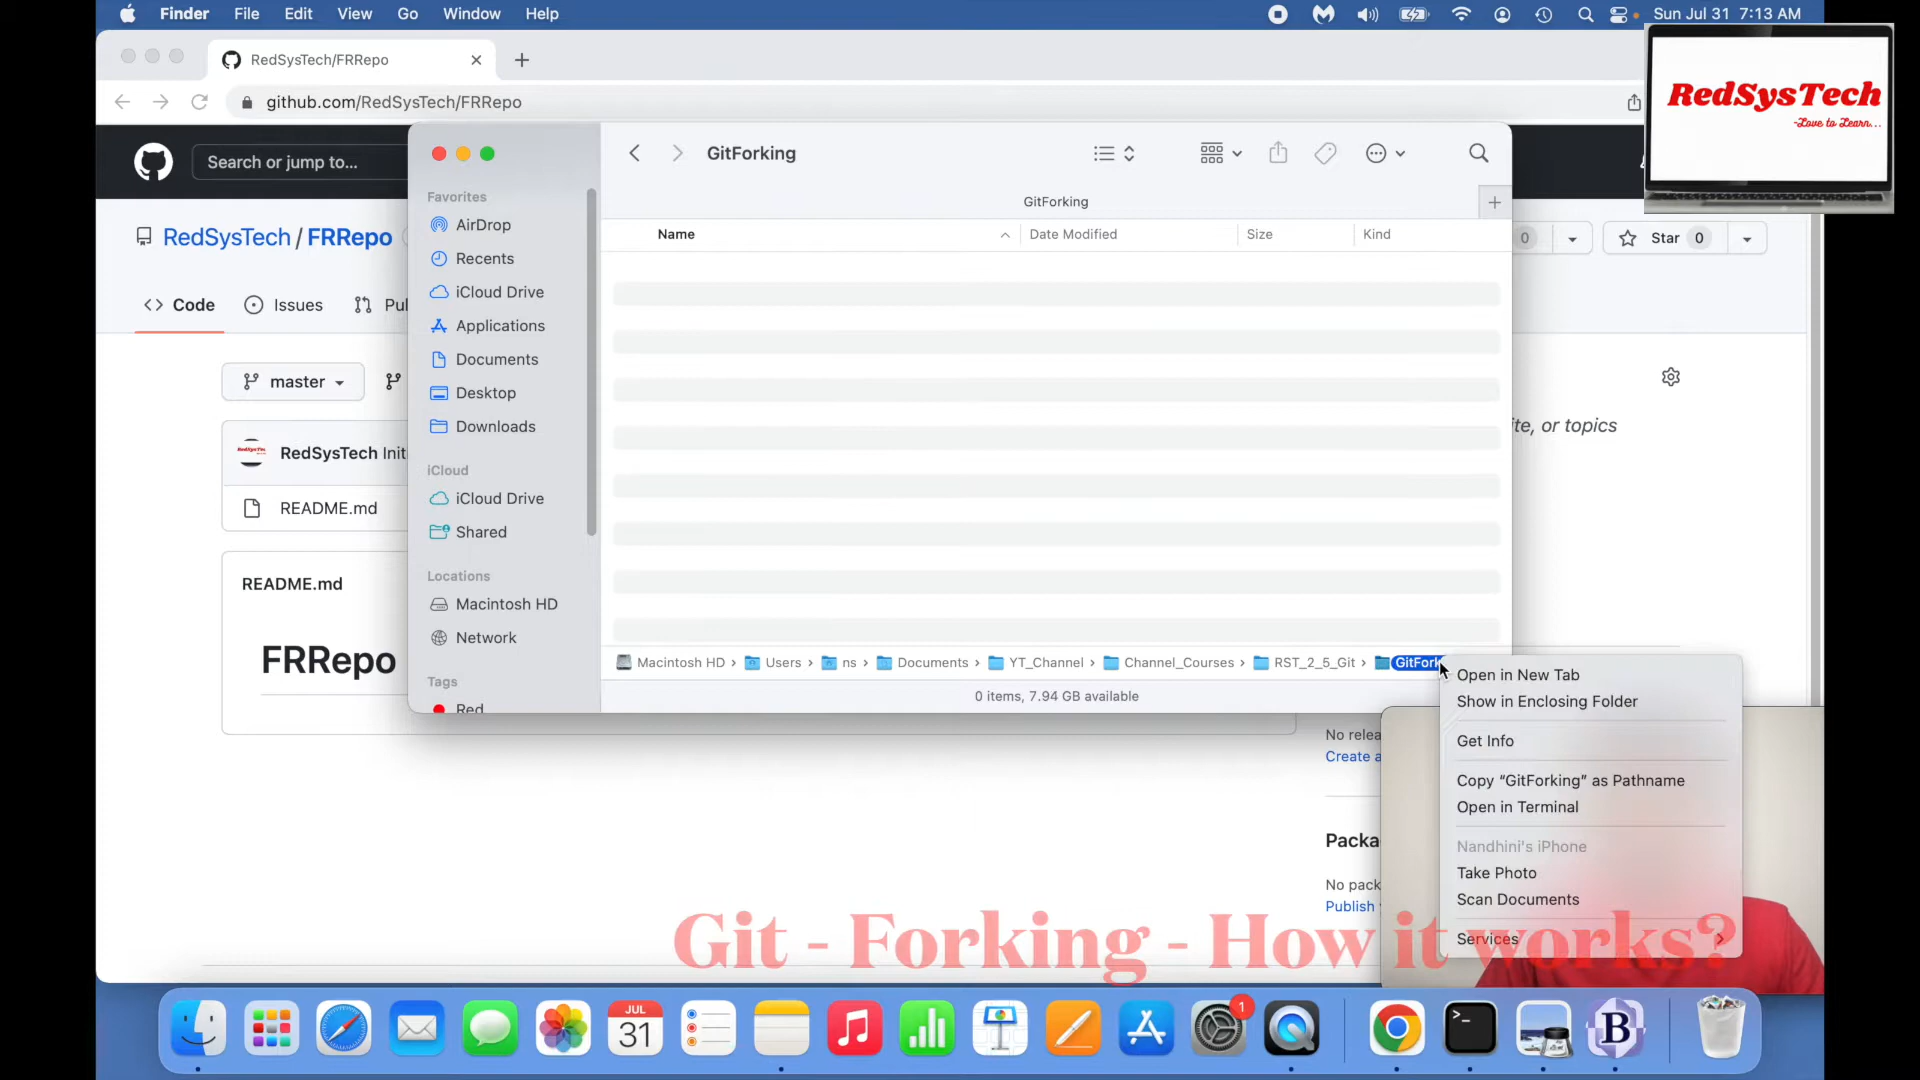 Finder File Edit View Go Window Help
Sun Jul 31 7:13 AM
RedSysTech/FRRepo
github.com/RedSysTech/FRRepo
RedSysTech
-Love to Learn...
Search or jump to...
RedSysTech / FRRepo
0
Star 0
Code
Issues
master
RedSysTech
README.md
README.md
FRRepo
GitForking
GitForking
Name
Date Modified
Size
Kind
Favorites
AirDrop
Recents
iCloud Drive
Applications
Documents
Desktop
Downloads
iCloud
iCloud Drive
Shared
Locations
Macintosh HD
Network
Tags
Red
Macintosh HD › Users › ns › Documents › YT_Channel › Channel_Courses › RST_2_5_Git › GitFork
0 items, 7.94 GB available
or topics
No
Create
No
Publish
Open in New Tab
Show in Enclosing Folder
Get Info
Copy “GitForking” as Pathname
Open in Terminal
Nandhini's iPhone
Take Photo
Scan Documents
Services
Git - Forking - How it works?
JUL
31
1